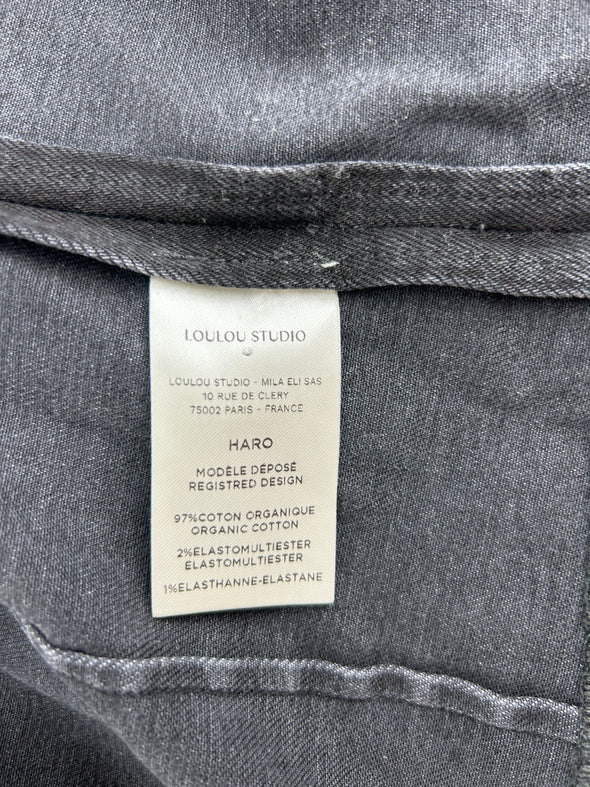 LOULOU STUDIO
LOULOU STUDIO - MILA ELI SAS
10 RUE DE CLERY
75002 PARIS - FRANCE
HARO
MODÈLE DÉPOSÉ
REGISTRED DESIGN
97%COTON ORGANIQUE
ORGANIC COTTON
2%ELASTOMULTIESTER
ELASTOMULTIESTER
1%ELASTHANNE-ELASTANE